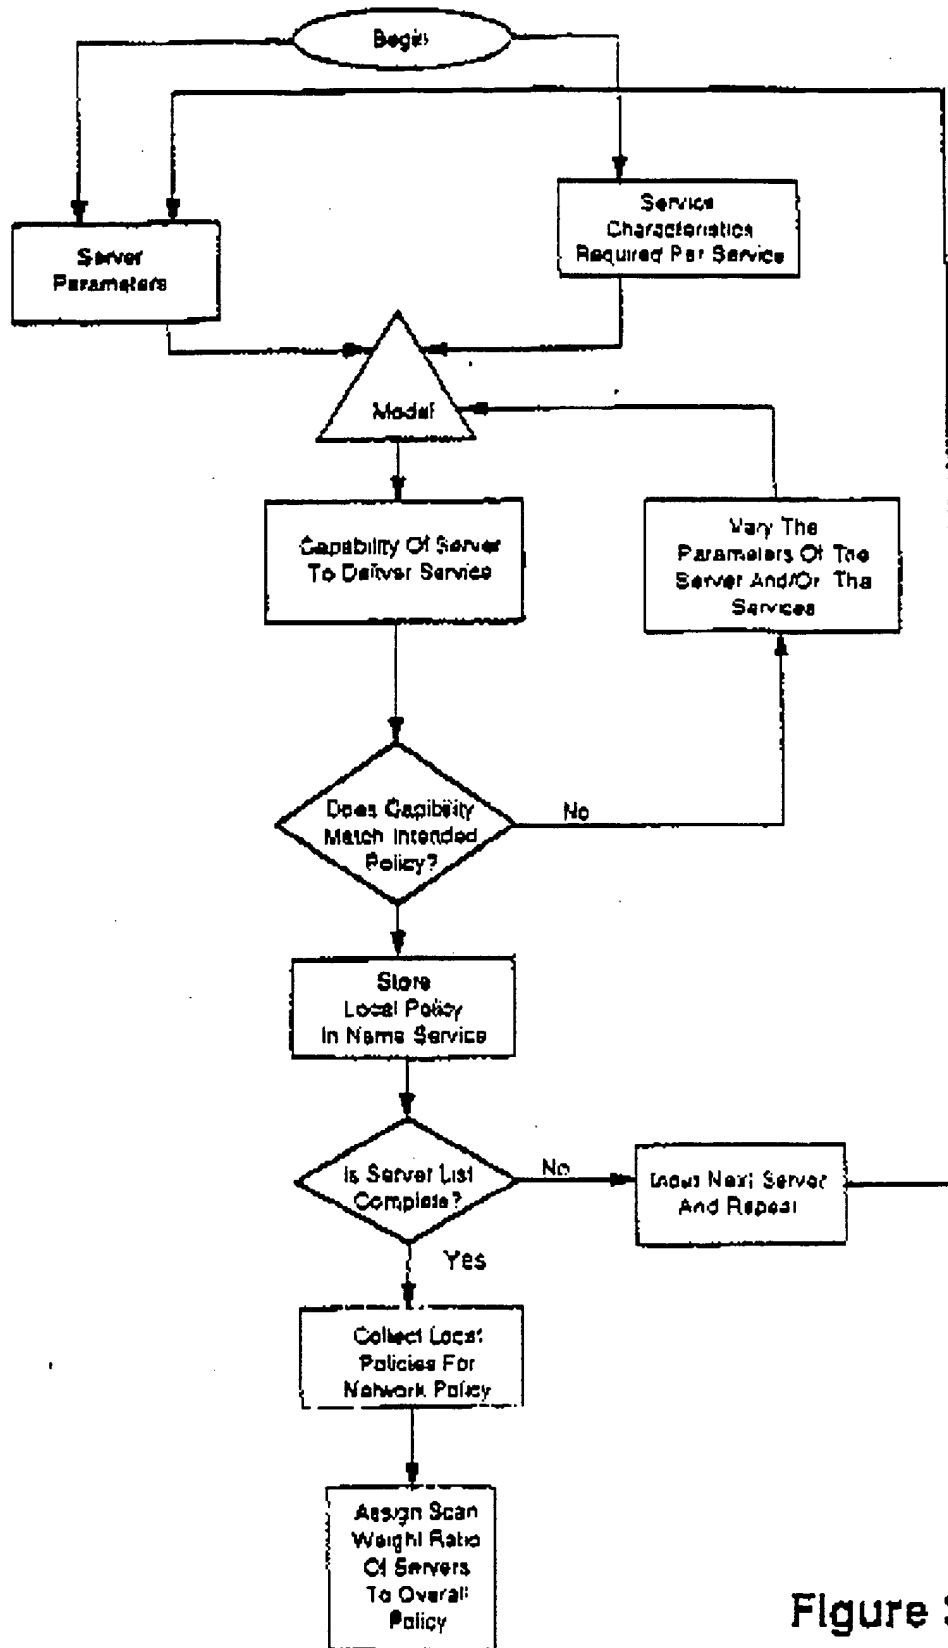 Begin
Server
Parameters
Service
Characteristics
Required Per Service
Model
Capability Of Server
To Deliver Service
Vary The
Parameters Of The
Server And/Or The
Services
Does Capibility
Match Intended
Policy?
No
Store
Local Policy
In Name Service
Is Server List
Complete?
No
Next Server
And Repeat
Yes
Collect Local
Policies For
Network Policy
Assign Scan
Weight Ratio
Of Servers
To Overall
Policy
Figure